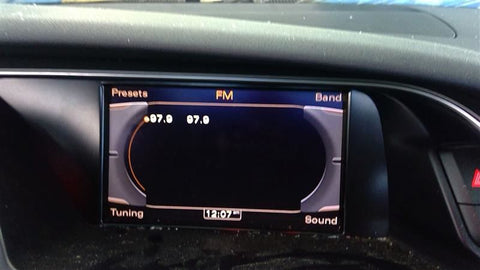 Presets FM Band
97.9 97.9
Tuning 12:07 Sound